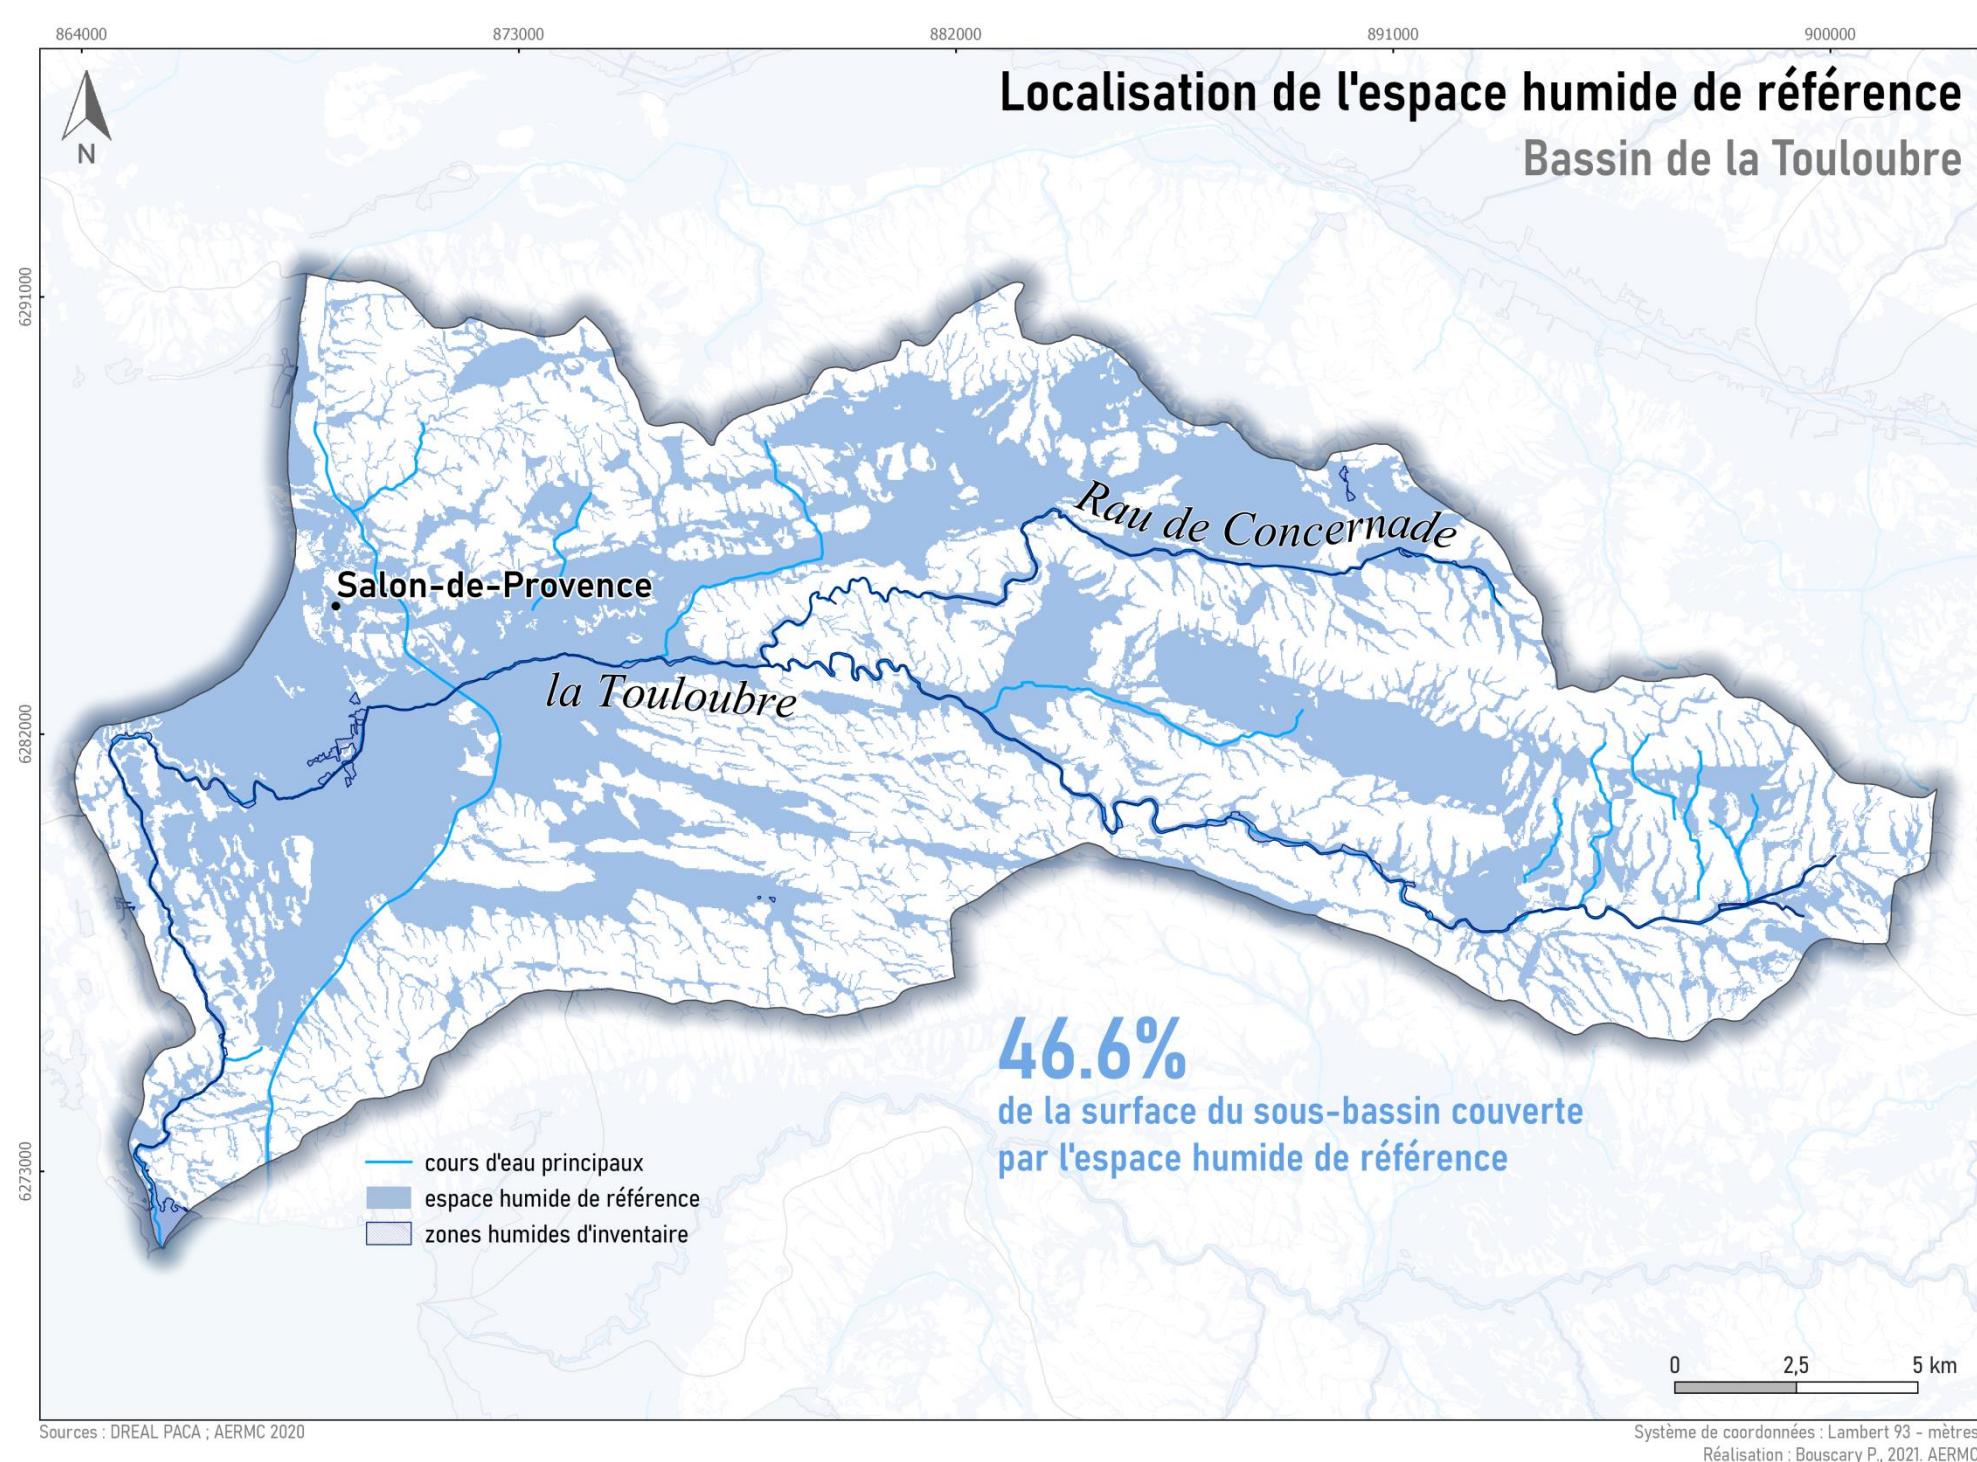 864000 873000 882000 891000 900000
Localisation de l'espace humide de référence
Bassin de la Touloubre
N
6291000
Rau de Concernade
Salon-de-Provence
la Touloubre
6282000
46.6%
de la surface du sous-bassin couverte
par l'espace humide de référence
6273000
cours d'eau principaux
espace humide de référence
zones humides d'inventaire
0 2,5 5 km
Sources : DREAL PACA ; AERMC 2020
Système de coordonnées : Lambert 93 - mètres
Réalisation : Bouscary P., 2021. AERMC